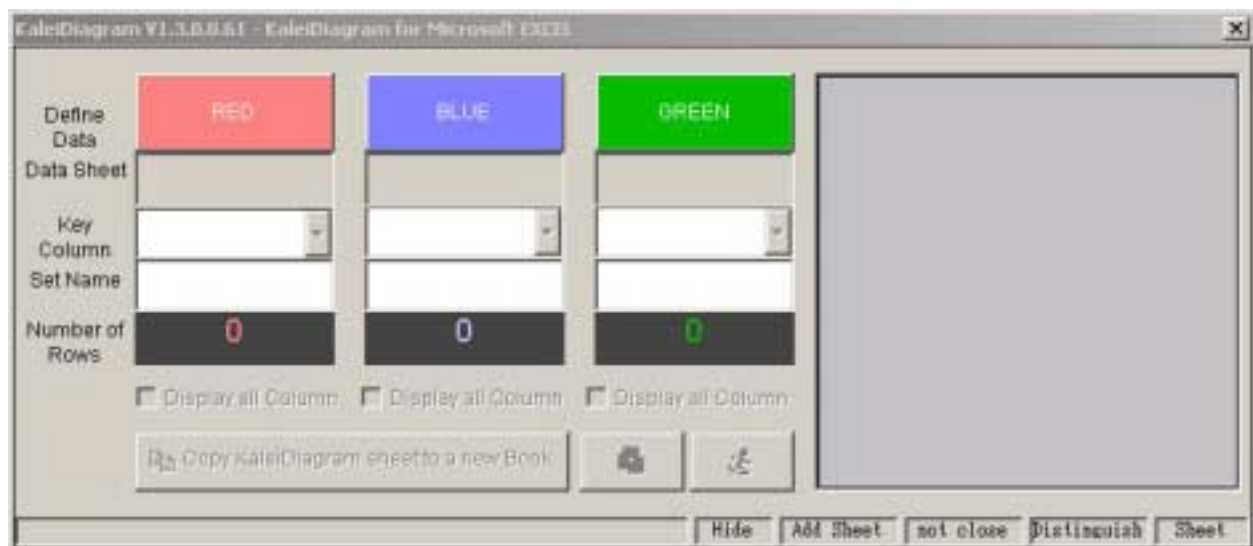 KaleiDiagram V1.3.0.0.61 - KaleiDiagram for Microsoft EXCEL
Define
Data
RED
BLUE
GREEN
Data Sheet
Key
Column
Set Name
Number of
Rows
0
0
0
Display all Column
Display all Column
Display all Column
Copy KaleiDiagram sheet to a new Book
Hide
Add Sheet
not close
Distinguish
Sheet